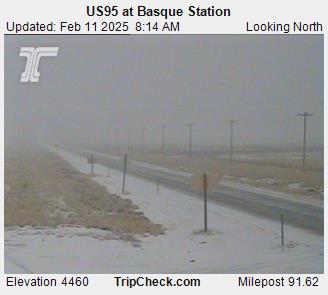 US95 at Basque Station
Updated: Feb 11 2025 8:14 AM Looking North
Elevation 4460 TripCheck.com Milepost 91.62